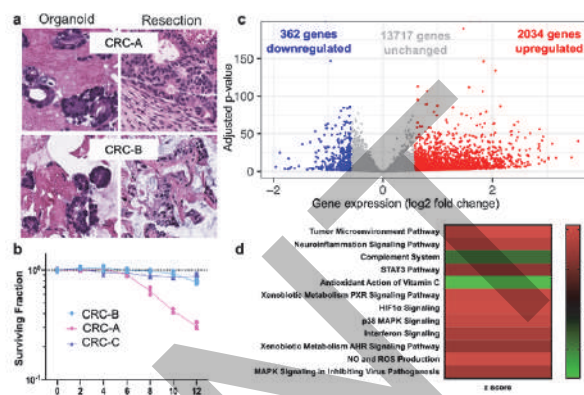 a Organoid Resection
CRC-A
CRC-B
b
Surviving Fraction
10⁰
10⁻¹
CRC-B
CRC-A
CRC-C
0 2 4 6 8 10 12
c
362 genes
downregulated
13717 genes
unchanged
2034 genes
upregulated
Adjusted p-value
150
100
50
0
-2 0 2
Gene expression (log2 fold change)
d
Tumor Microenvironment Pathway
Neuroinflammation Signaling Pathway
Complement System
STAT3 Pathway
Antioxidant Action of Vitamin C
Xenobiotic Metabolism PXR Signaling Pathway
HIF1α Signaling
p38 MAPK Signaling
Interferon Signaling
Xenobiotic Metabolism AHR Signaling Pathway
NO and ROS Production
MAPK Signaling in Inhibiting Virus Pathogenesis
z score